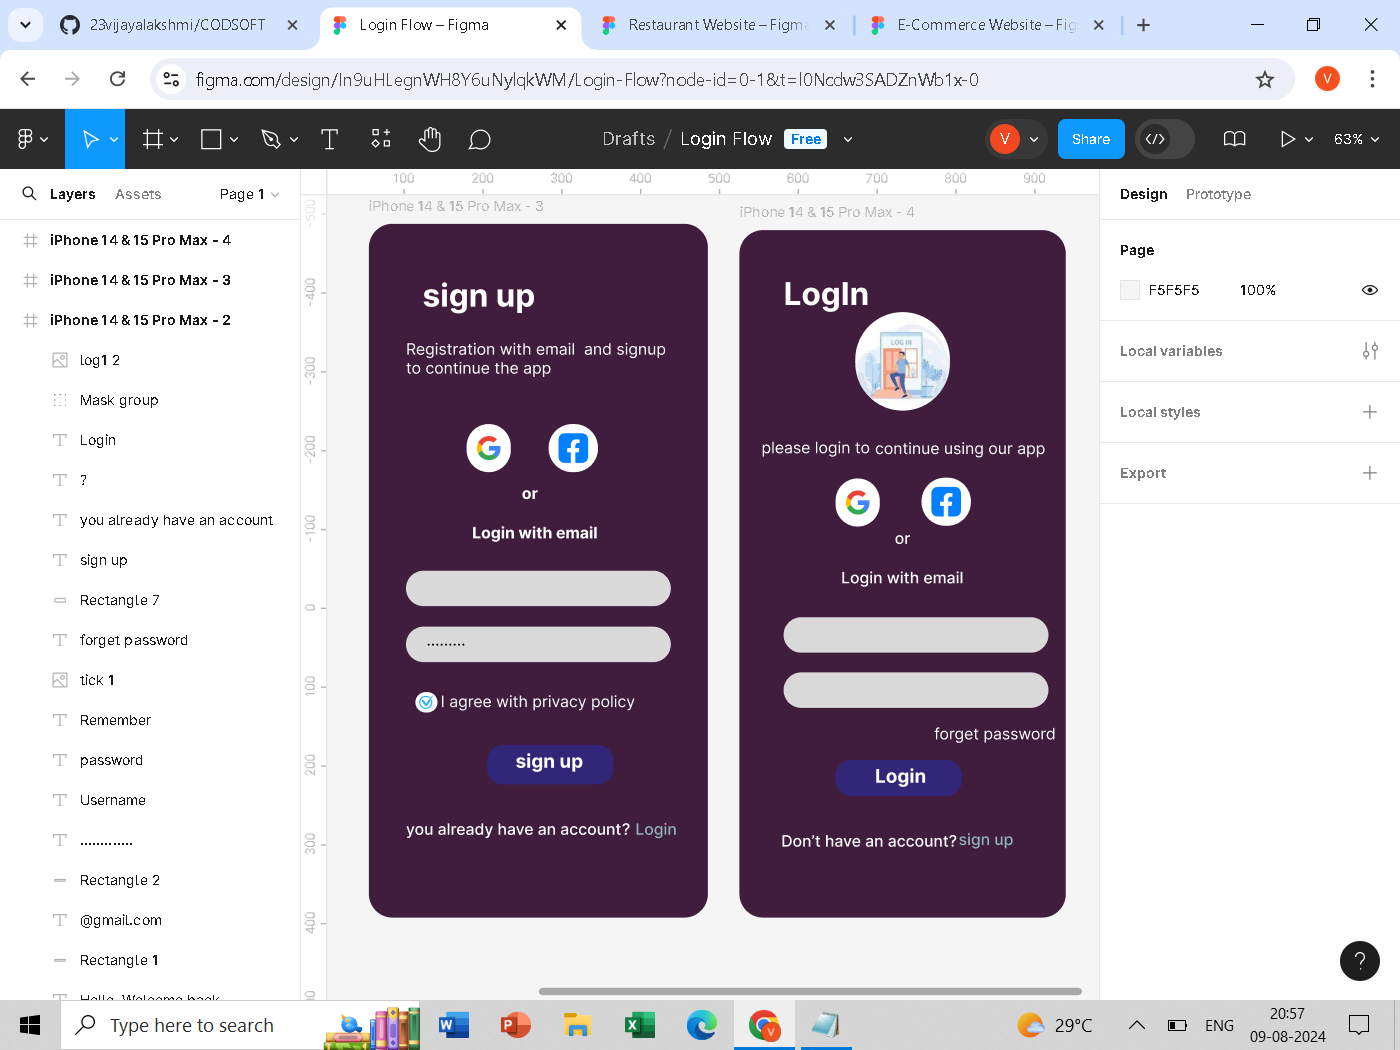 23vijayalakshmi/CODSOFT
Login Flow – Figma
Restaurant Website – Figma
E-Commerce Website – Fig
figma.com/design/In9uHLegnWH8Y6uNylqkWM/Login-Flow?node-id=0-1&t=l0Ncdw3SADZnWb1x-0
V
Drafts / Login Flow Free
V
Share
63%
Layers Assets Page 1
iPhone 14 & 15 Pro Max - 4
iPhone 14 & 15 Pro Max - 3
iPhone 14 & 15 Pro Max - 2
log1 2
Mask group
Login
?
you already have an account
sign up
Rectangle 7
forget password
tick 1
Remember
password
Username
.............
Rectangle 2
@gmail.com
Rectangle 1
Hello, Welcome back
100 200 300 400 500 600 700 800 900
-500
-400
-300
-200
-100
0
100
200
300
400
iPhone 14 & 15 Pro Max - 3
sign up
Registration with email and signup
to continue the app
or
Login with email
.........
I agree with privacy policy
sign up
you already have an account? Login
iPhone 14 & 15 Pro Max - 4
LogIn
LOG IN
please login to continue using our app
or
Login with email
forget password
Login
Don't have an account? sign up
Design Prototype
Page
F5F5F5 100%
Local variables
Local styles
Export
?
Type here to search
29°C
ENG
20:57
09-08-2024